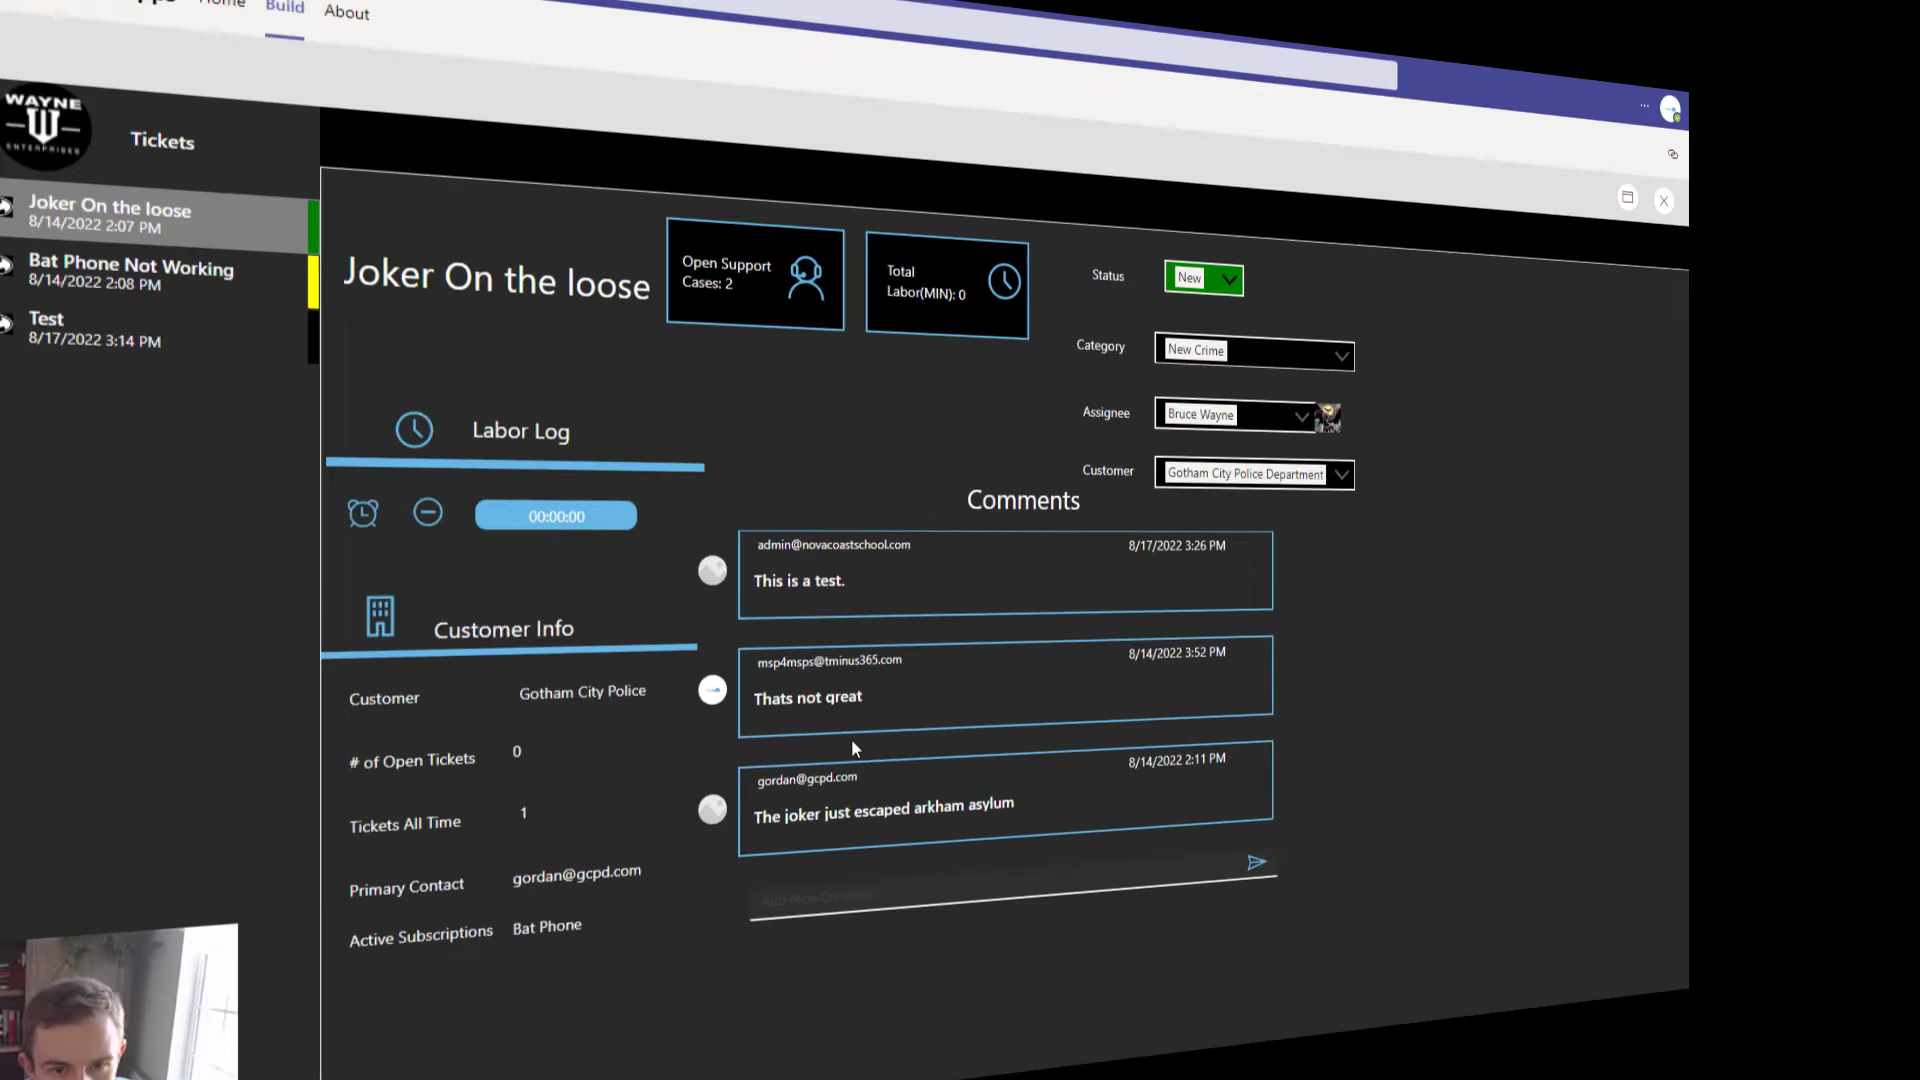 Home
Build
About
WAYNE
W
ENTERPRISES
Tickets
Joker On the loose
8/14/2022 2:07 PM
Bat Phone Not Working
8/14/2022 2:08 PM
Test
8/17/2022 3:14 PM
Joker On the loose
Open Support
Cases: 2
Total
Labor(MIN): 0
Status
New
Category
New Crime
Assignee
Bruce Wayne
Customer
Gotham City Police Department
Labor Log
00:00:00
Customer Info
Customer
Gotham City Police
# of Open Tickets
0
Tickets All Time
1
Primary Contact
gordan@gcpd.com
Active Subscriptions
Bat Phone
Comments
admin@novacoastschool.com
8/17/2022 3:26 PM
This is a test.
msp4msps@tminus365.com
8/14/2022 3:52 PM
Thats not great
gordan@gcpd.com
8/14/2022 2:11 PM
The joker just escaped arkham asylum
Add New